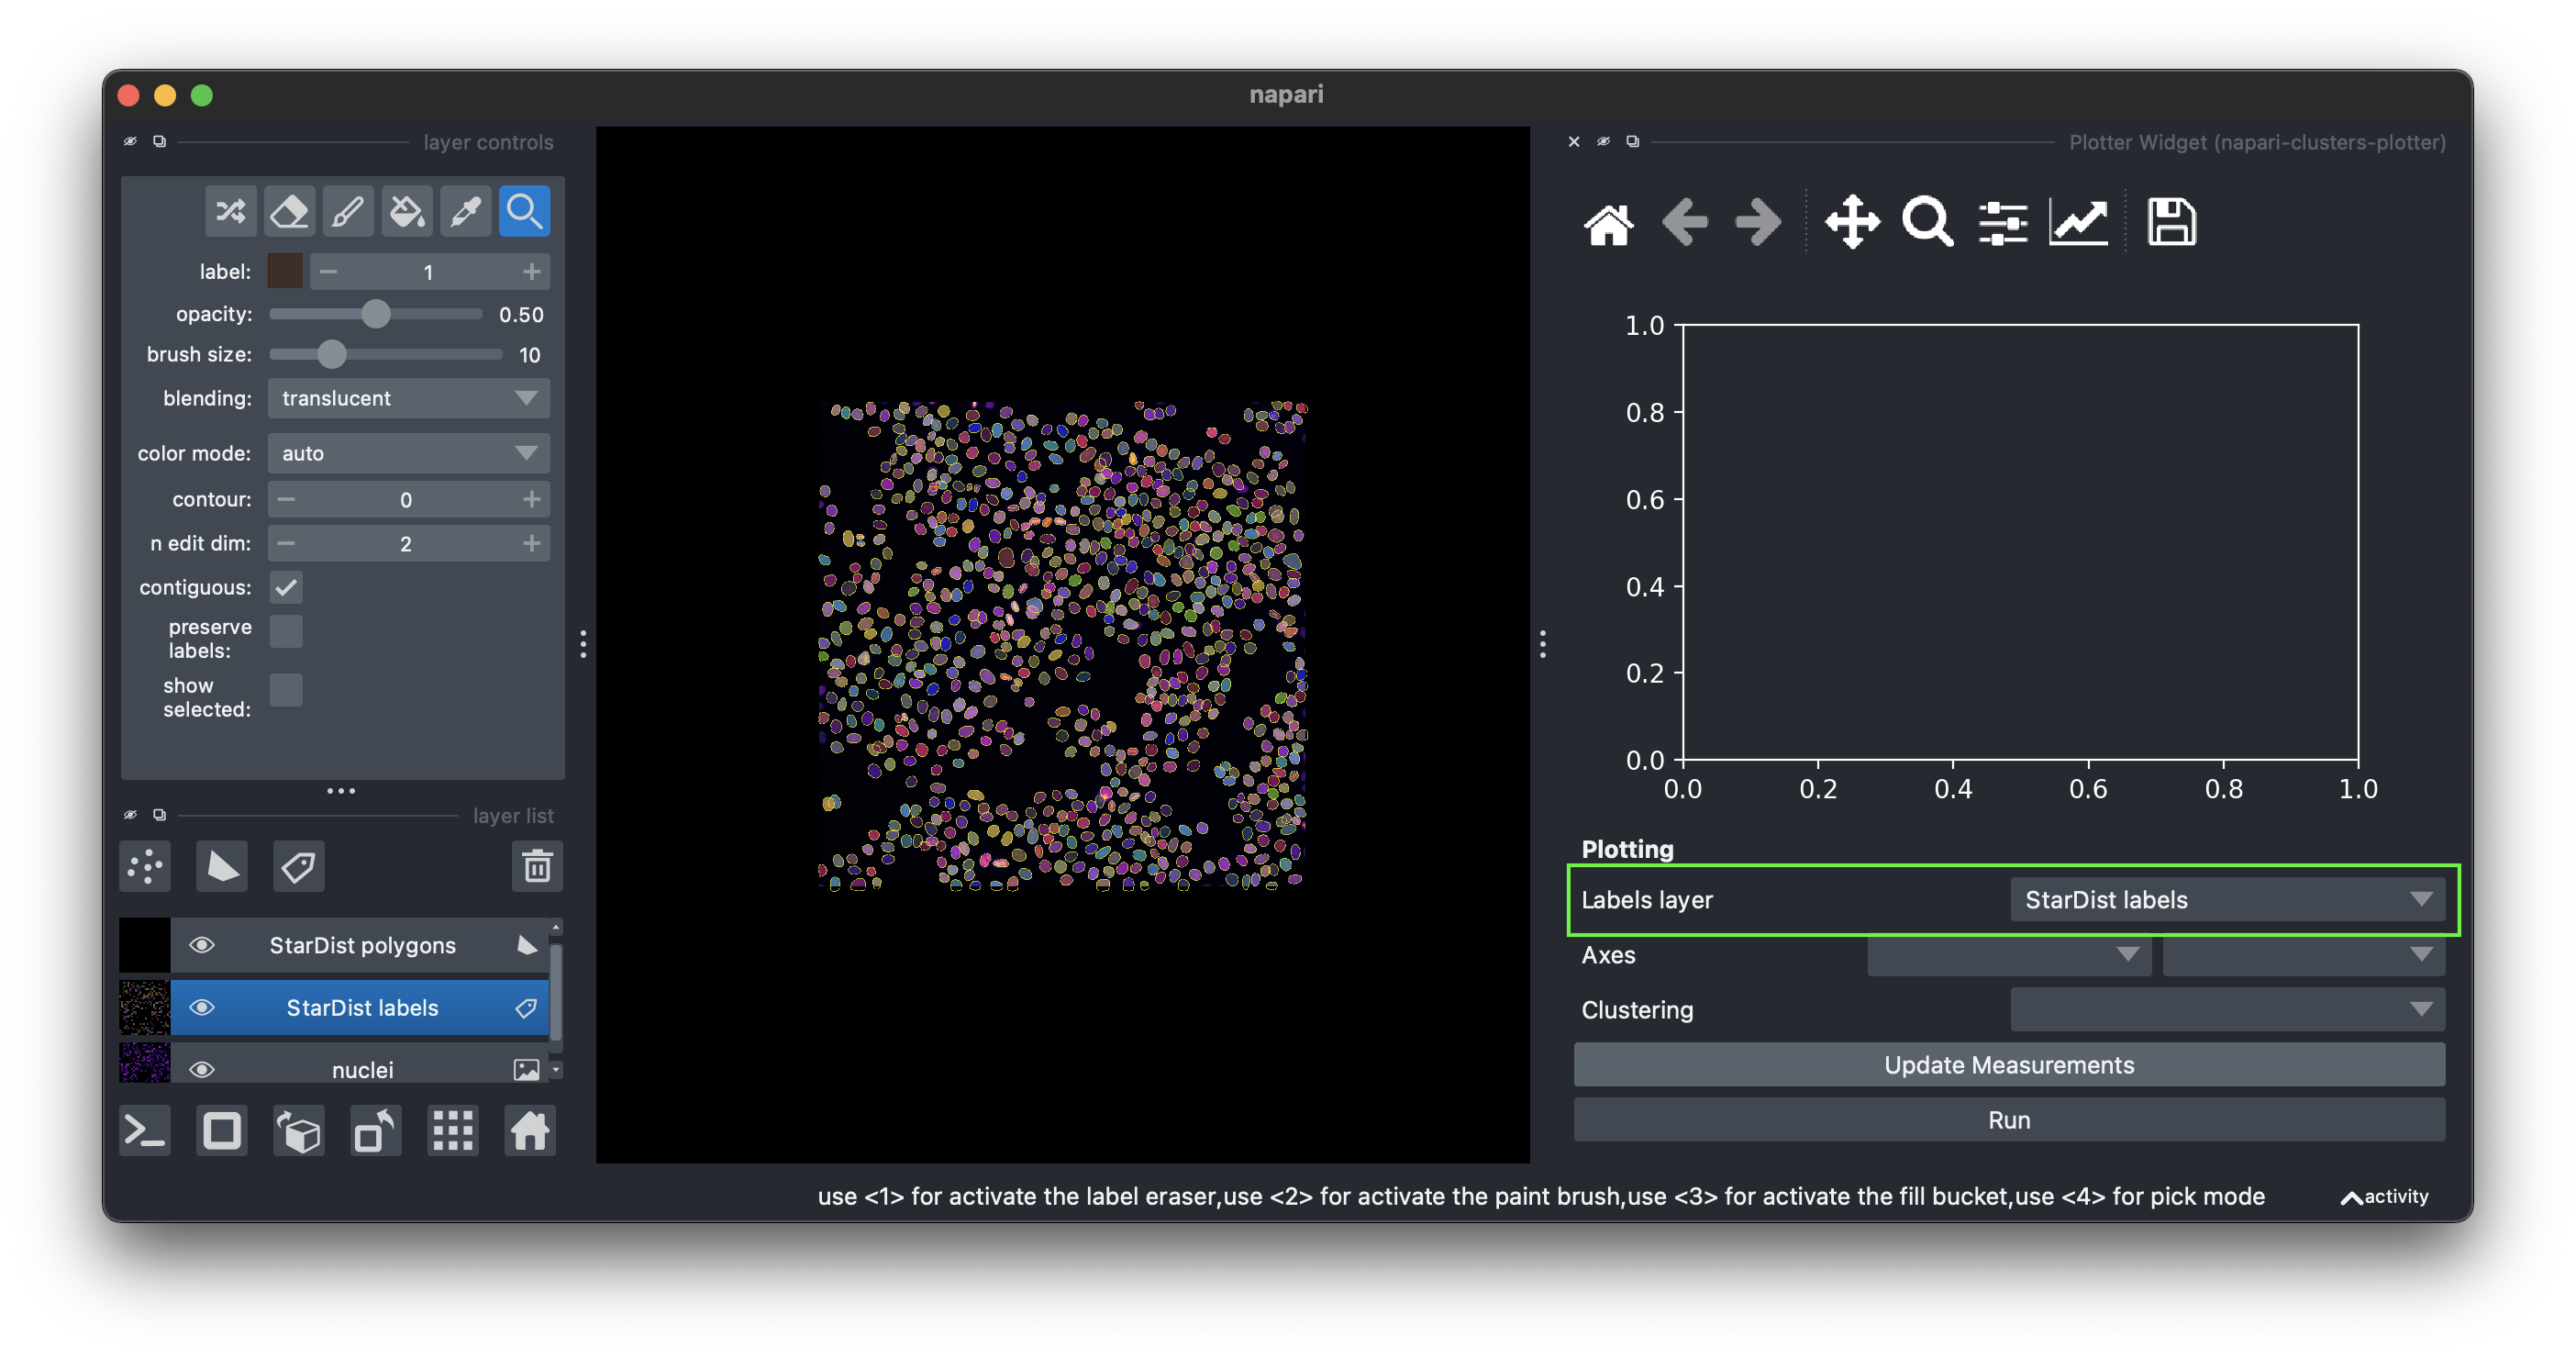 napari
layer controls
label:
1
opacity:
0.50
brush size:
10
blending:
translucent
color mode:
auto
contour:
0
n edit dim:
2
contiguous:
preserve
labels:
show
selected:
layer list
StarDist polygons
StarDist labels
nuclei
Plotter Widget (napari-clusters-plotter)
1.0
0.8
0.6
0.4
0.2
0.0
0.0 0.2 0.4 0.6 0.8 1.0
Plotting
Labels layer
StarDist labels
Axes
Clustering
Update Measurements
Run
use <1> for activate the label eraser,use <2> for activate the paint brush,use <3> for activate the fill bucket,use <4> for pick mode
activity